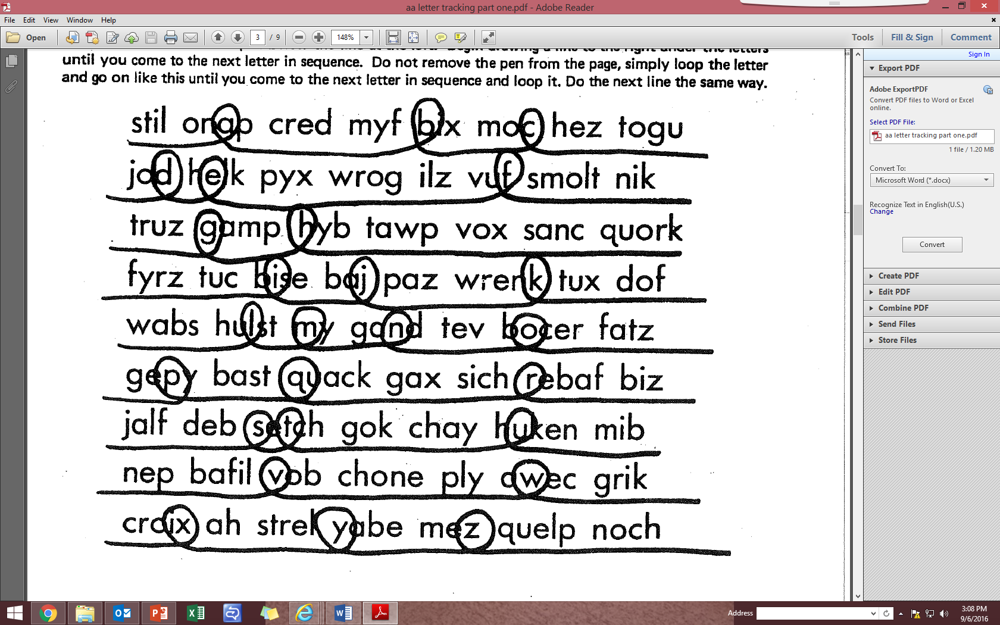 aa letter tracking part one.pdf - Adobe Reader
File Edit View Window Help
Open 3 / 9 148% Tools Fill & Sign Comment
until you come to the next letter in sequence. Do not remove the pen from the page, simply loop the letter
and go on like this until you come to the next letter in sequence and loop it. Do the next line the same way.
stil onap cred myf bix moc hez togu
jod helk pyx wrog ilz vuf smolt nik
truz gamp hyb tawp vox sanc quork
fyrz tuc bise baj paz wrenk tux dof
wabs hulst my gand tev bocer fatz
gepy bast quack gax sich rebaf biz
jalf deb setch gok chay huken mib
nep bafil vob chone ply awec grik
craix ah strel yabe mez quelp noch
Sign In
Export PDF
Adobe ExportPDF
Convert PDF files to Word or Excel
online.
Select PDF File:
aa letter tracking part one.pdf
1 file / 1.20 MB
Convert To:
Microsoft Word (*.docx)
Recognize Text in English(U.S.)
Change
Convert
Create PDF
Edit PDF
Combine PDF
Send Files
Store Files
Address
3:08 PM
9/6/2016